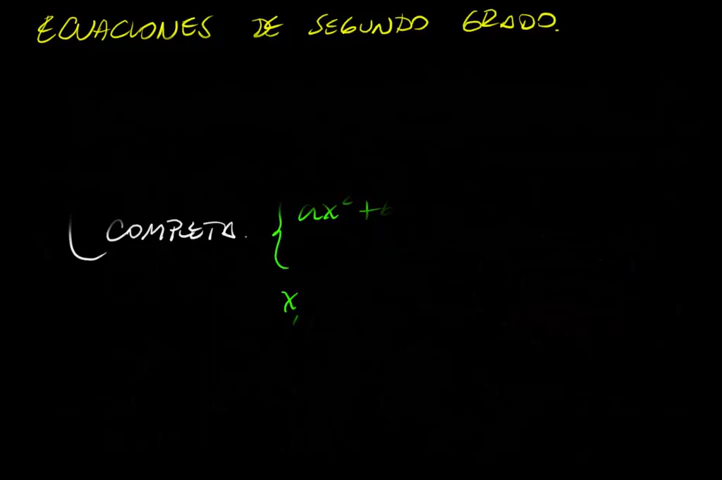 ECUACIONES DE SEGUNDO GRADO.
COMPLETA. { ax² +
x